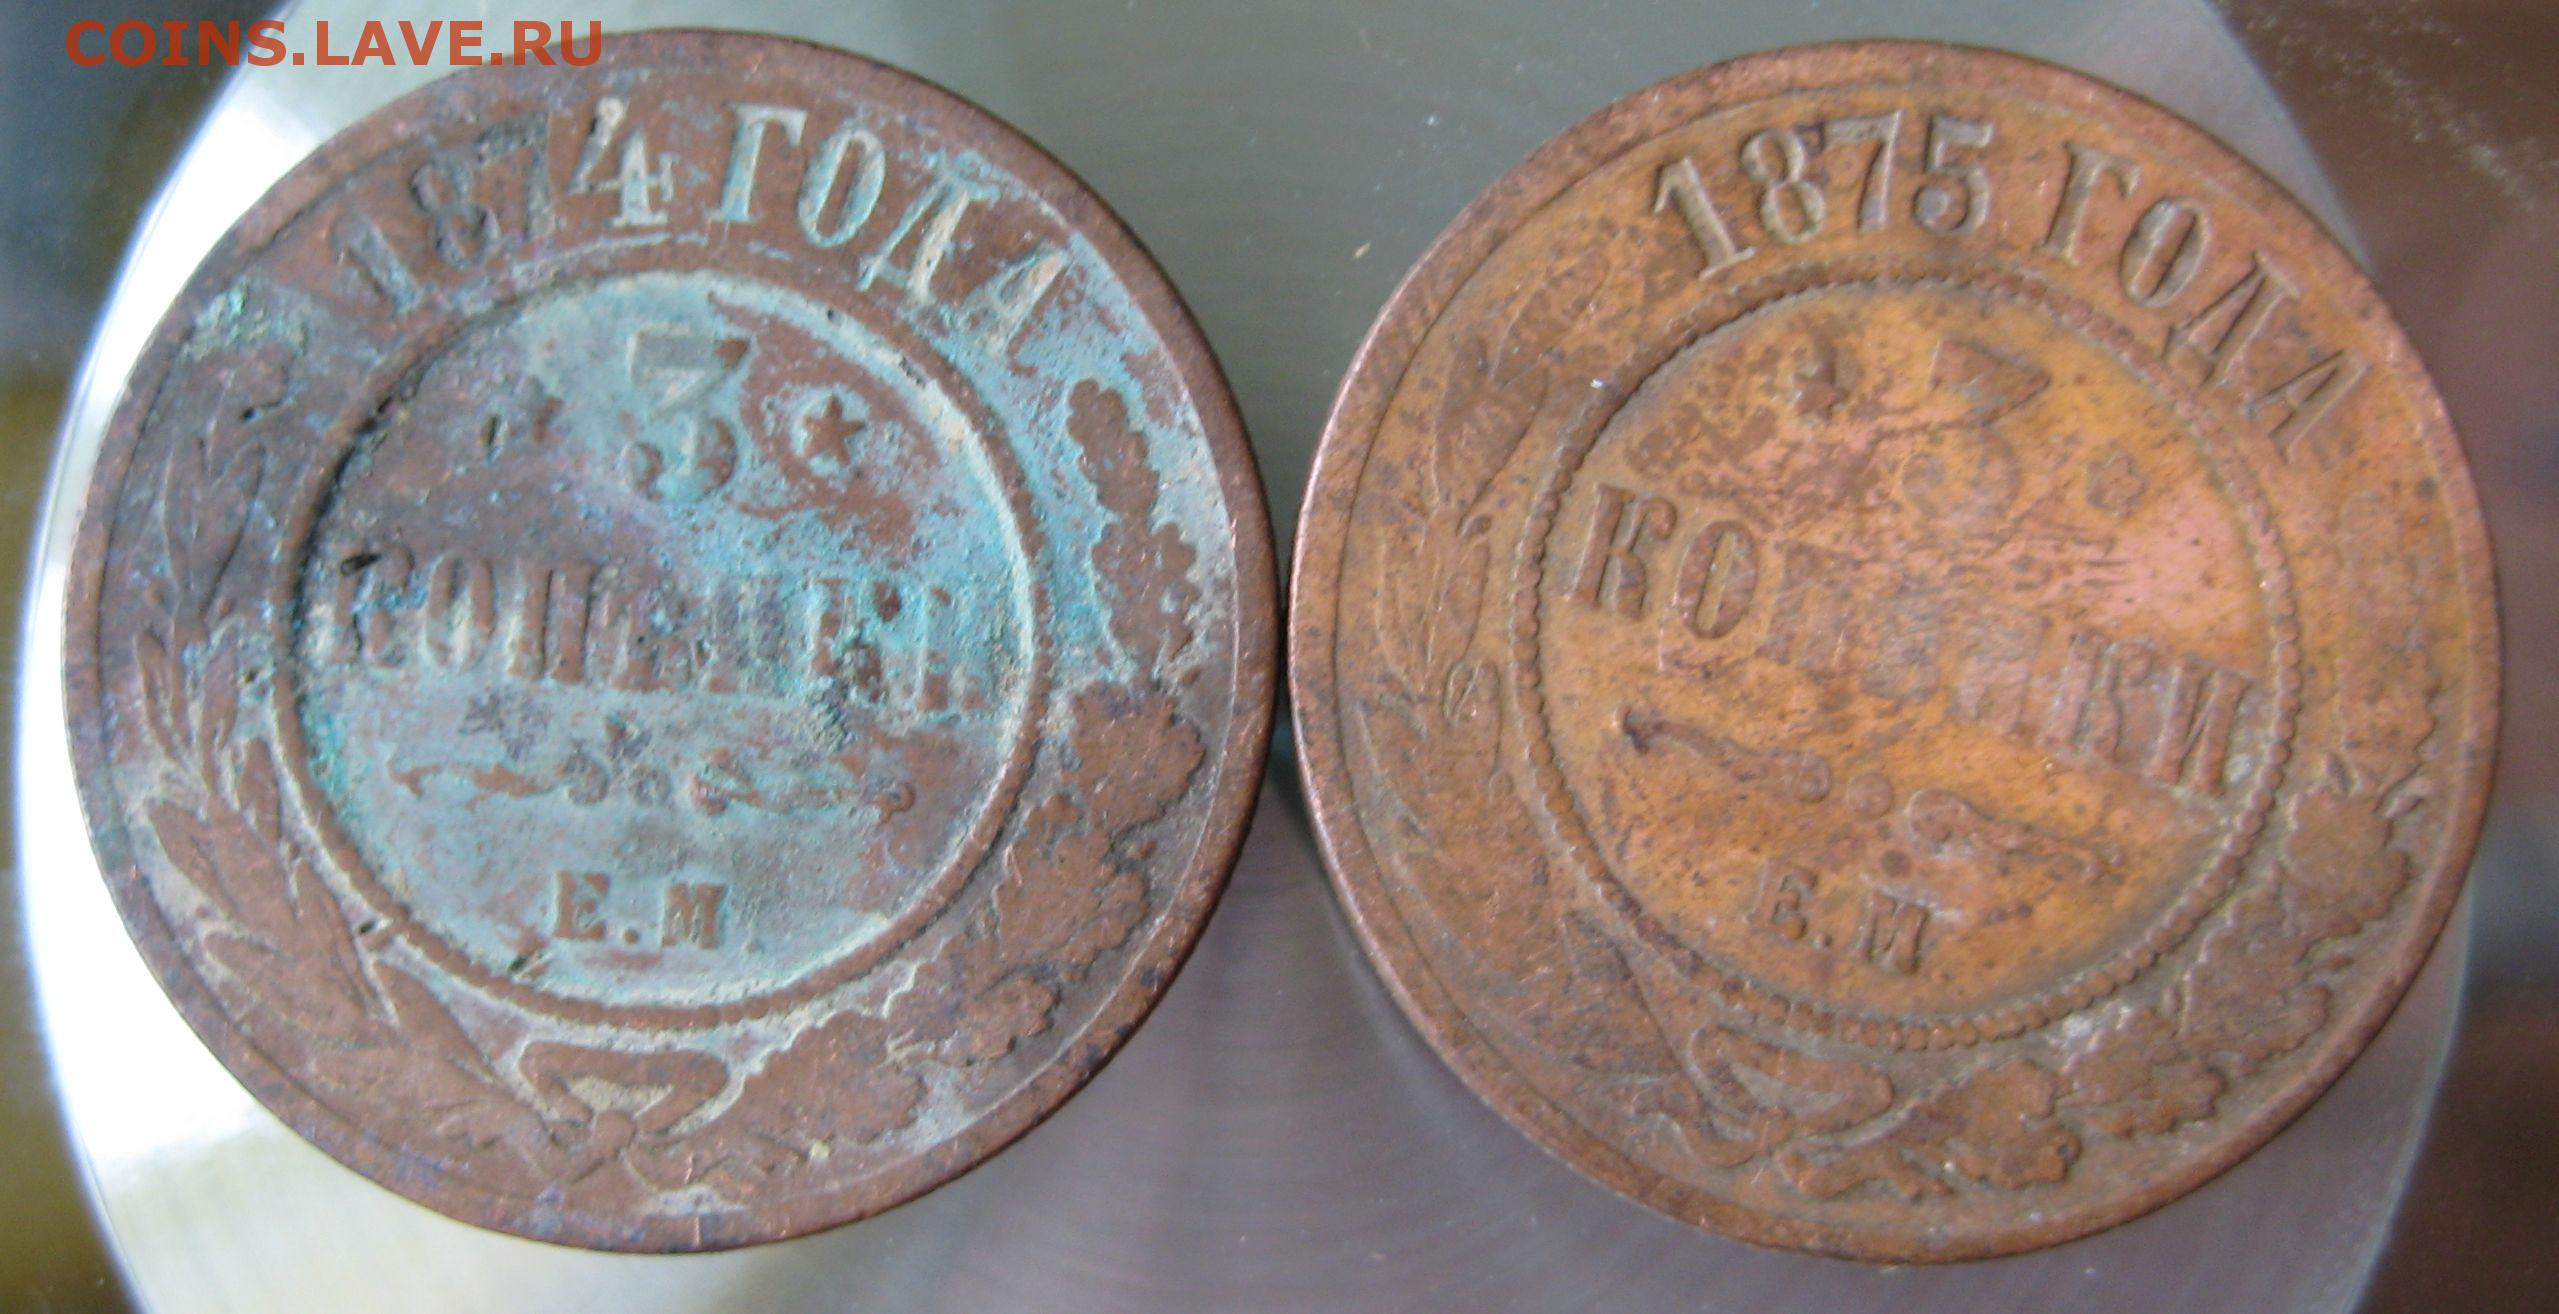 COINS.LAVE.RU
1874 ГОДА
* 3 *
КОПѢЙКИ
Е.М.
1875 ГОДА
* 3 *
КОПѢЙКИ
Е.М.